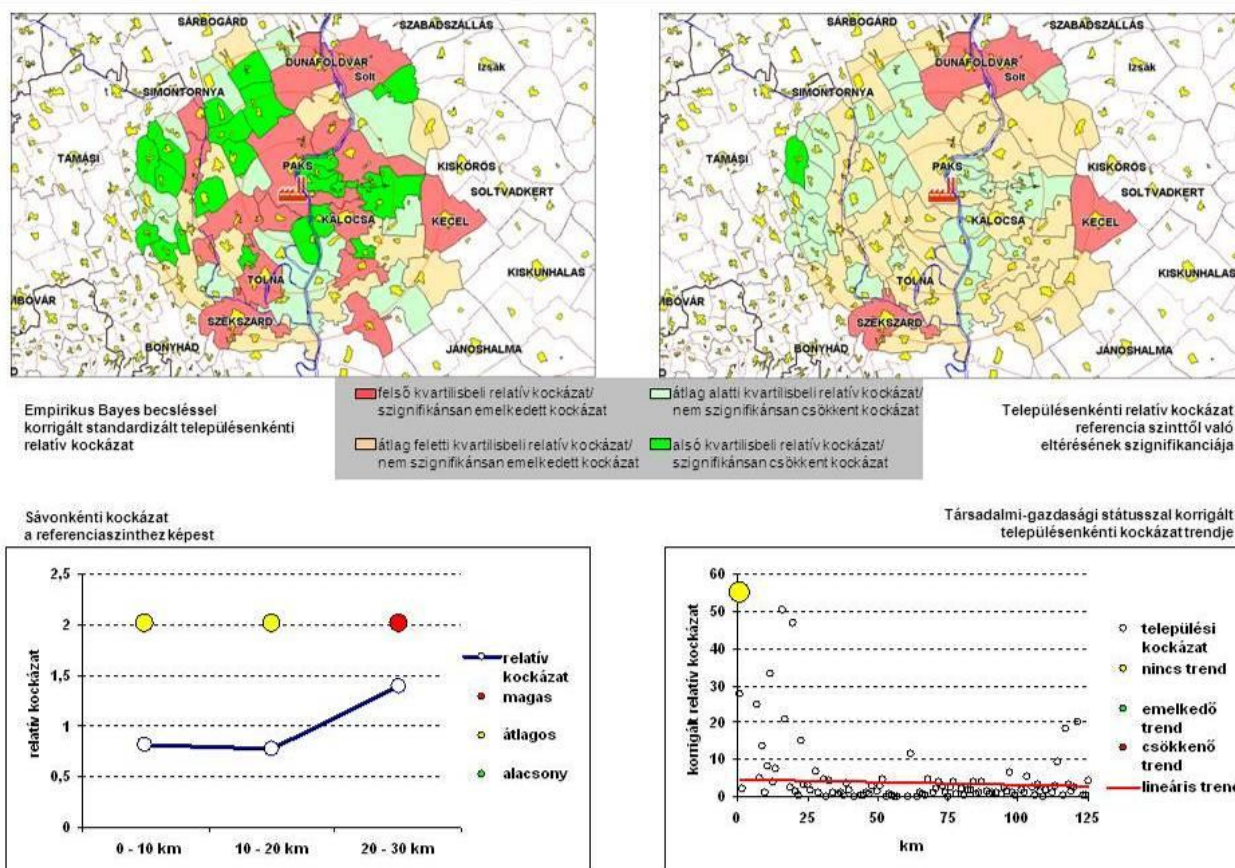 SÁRBOGÁRD
SZABADSZÁLLÁS
DUNAFÖLDVÁR
Solt
Izsák
SIMONTORNYA
TAMÁSI
PAKS
KISKŐRÖS
SOLTVADKERT
KALOCSA
KECEL
TOLNA
KISKUNHALAS
MBÓVÁR
SZEKSZÁRD
BONYHÁD
JÁNOSHALMA
SÁRBOGÁRD
SZABADSZÁLLÁS
DUNAFÖLDVÁR
Solt
Izsák
SIMONTORNYA
TAMÁSI
PAKS
KISKŐRÖS
SOLTVADKERT
KALOCSA
KECEL
TOLNA
KISKUNHALAS
MBÓVÁR
SZEKSZÁRD
BONYHÁD
JÁNOSHALMA
Empirikus Bayes becsléssel
korrigált standardizált településenkénti
relatív kockázat
felső kvartilisbeli relatív kockázat/
szignifikánsan emelkedett kockázat
átlag feletti kvartilisbeli relatív kockázat/
nem szignifikánsan emelkedett kockázat
átlag alatti kvartilisbeli relatív kockázat/
nem szignifikánsan csökkent kockázat
alsó kvartilisbeli relatív kockázat/
szignifikánsan csökkent kockázat
Településenkénti relatív kockázat
referencia szinttől való
eltérésének szignifikanciája
Sávonkénti kockázat
a referenciaszinthez képest
2,5
2
1,5
1
0,5
0
relatív kockázat
0 - 10 km
10 - 20 km
20 - 30 km
relatív
kockázat
magas
átlagos
alacsony
Társadalmi-gazdasági státusszal korrigált
településenkénti kockázat trendje
60
50
40
30
20
10
0
korrigált relatív kockázat
0
25
50
75
100
125
km
települési
kockázat
nincs trend
emelkedő
trend
csökkenő
trend
lineáris trend